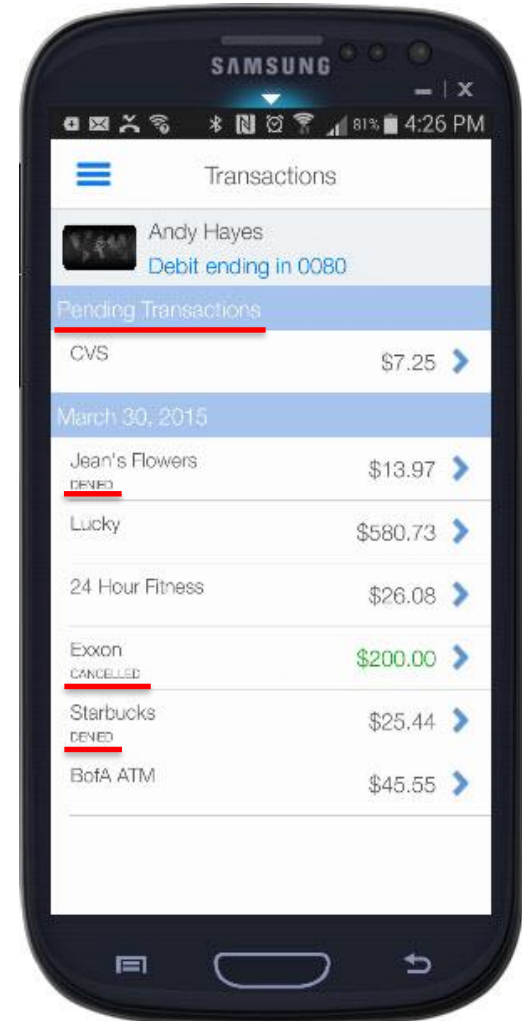 SAMSUNG
81% 4:26 PM
Transactions
Andy Hayes
Debit ending in 0080
Pending Transactions
CVS $7.25
March 30, 2015
Jean's Flowers $13.97
DENIED
Lucky $580.73
24 Hour Fitness $26.08
Exxon $200.00
CANCELLED
Starbucks $25.44
DENIED
BofA ATM $45.55